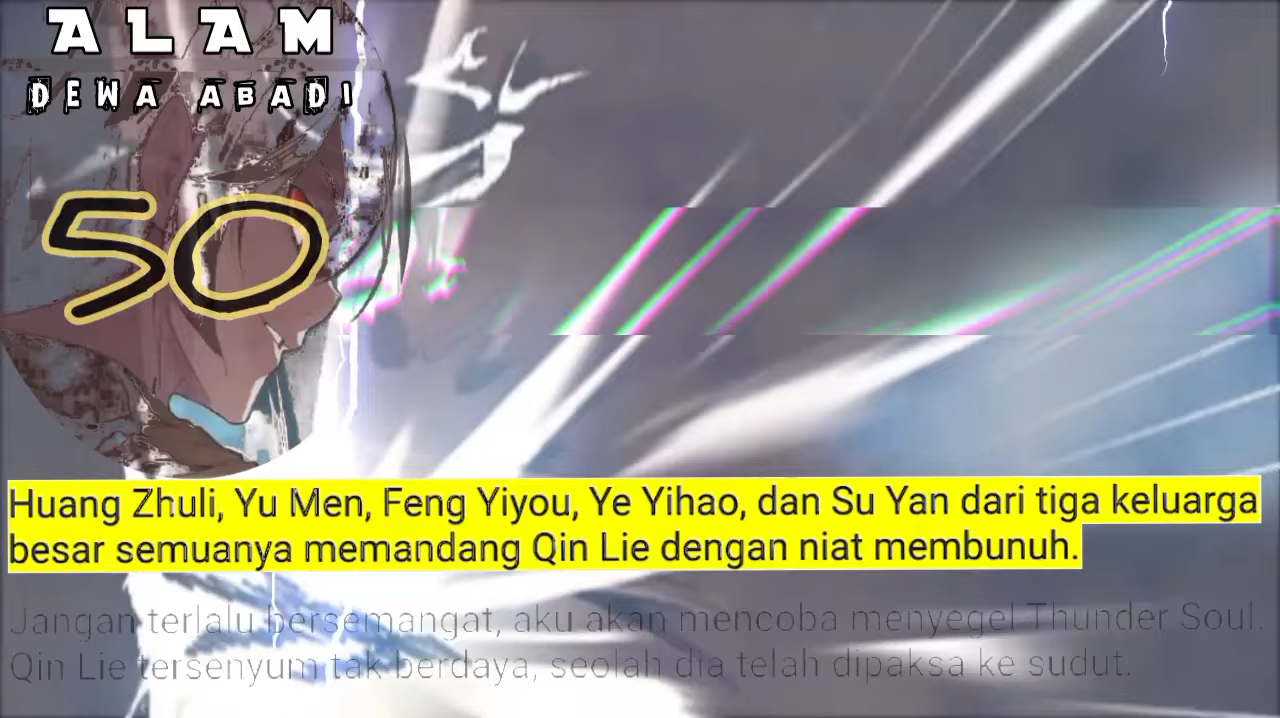 ALAM
DEWA ABADI
50
Huang Zhuli, Yu Men, Feng Yiyou, Ye Yihao, dan Su Yan dari tiga keluarga
besar semuanya memandang Qin Lie dengan niat membunuh.
Jangan terlalu bersemangat, aku akan mencoba menyegel Thunder Soul.
Qin Lie tersenyum tak berdaya, seolah dia telah dipaksa ke sudut.